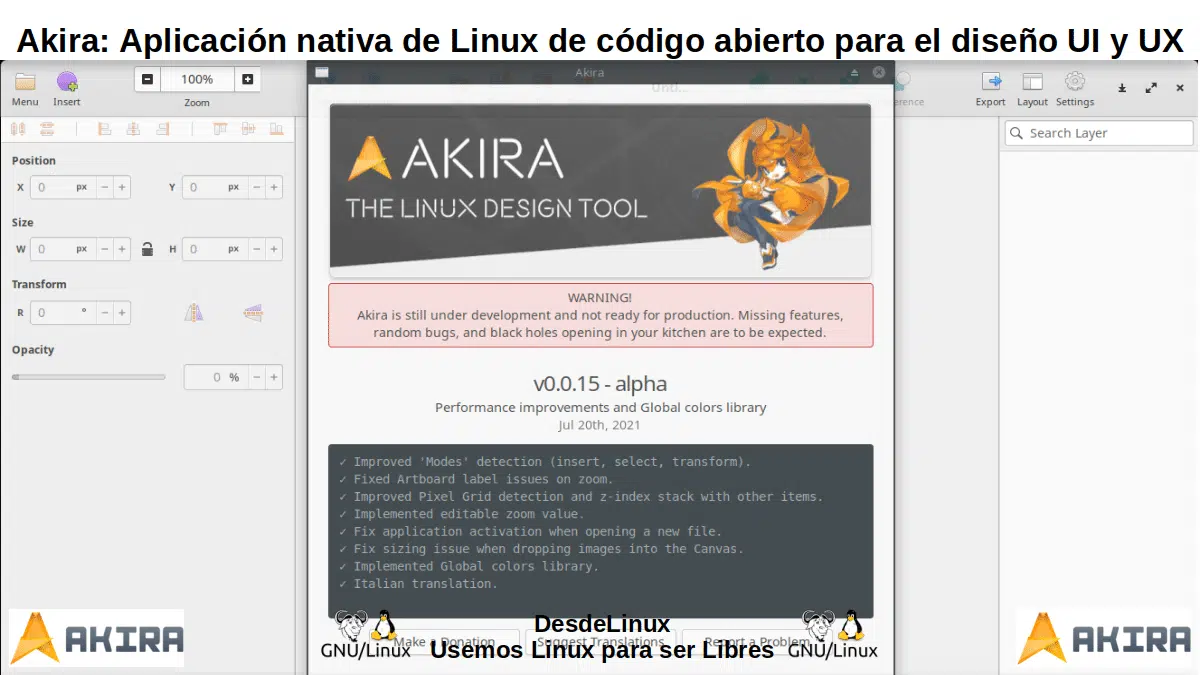 Akira: Aplicación nativa de Linux de código abierto para el diseño UI y UX
Akira
100%
Menu
Insert
Zoom
Export
Layout
Settings
Position
X
0
px
Y
0
px
Size
W
0
px
H
0
px
Transform
R
0
°
Opacity
0
%
Search Layer
AKIRA
THE LINUX DESIGN TOOL
WARNING!
Akira is still under development and not ready for production. Missing features,
random bugs, and black holes opening in your kitchen are to be expected.
v0.0.15 - alpha
Performance improvements and Global colors library
Jul 20th, 2021
✓ Improved 'Modes' detection (insert, select, transform).
✓ Fixed Artboard label issues on zoom.
✓ Improved Pixel Grid detection and z-index stack with other items.
✓ Implemented editable zoom value.
✓ Fix application activation when opening a new file.
✓ Fix sizing issue when dropping images into the Canvas.
✓ Implemented Global colors library.
✓ Italian translation.
Make a Donation
Suggest Translations
Report a Problem
DesdeLinux
Usemos Linux para ser Libres
GNU/Linux
GNU/Linux
AKIRA
AKIRA